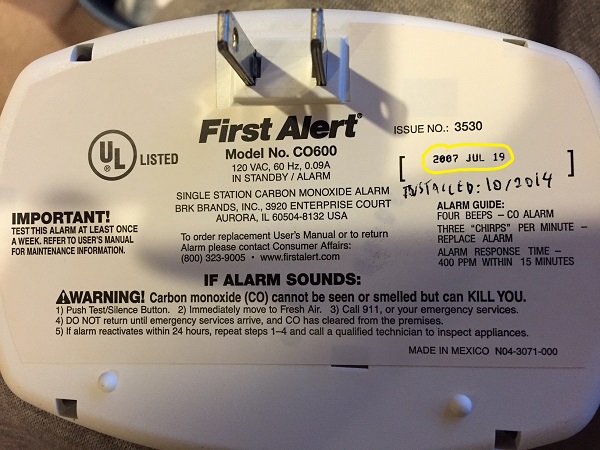 First Alert®
Model No. CO600
120 VAC, 60 Hz, 0.09A
IN STANDBY / ALARM
UL®
LISTED
SINGLE STATION CARBON MONOXIDE ALARM
BRK BRANDS, INC., 3920 ENTERPRISE COURT
AURORA, IL 60504-8132 USA
To order replacement User's Manual or to return
Alarm please contact Consumer Affairs:
(800) 323-9005 • www.firstalert.com
ISSUE NO.: 3530
[ 2007 JUL 19 ]
INSTALLED: 10/2014
ALARM GUIDE:
FOUR BEEPS – CO ALARM
THREE "CHIRPS" PER MINUTE –
REPLACE ALARM
ALARM RESPONSE TIME –
400 PPM WITHIN 15 MINUTES
IMPORTANT!
TEST THIS ALARM AT LEAST ONCE
A WEEK. REFER TO USER'S MANUAL
FOR MAINTENANCE INFORMATION.
IF ALARM SOUNDS:
WARNING! Carbon monoxide (CO) cannot be seen or smelled but can KILL YOU.
1) Push Test/Silence Button. 2) Immediately move to Fresh Air. 3) Call 911, or your emergency services.
4) DO NOT return until emergency services arrive, and CO has cleared from the premises.
5) If alarm reactivates within 24 hours, repeat steps 1–4 and call a qualified technician to inspect appliances.
MADE IN MEXICO N04-3071-000